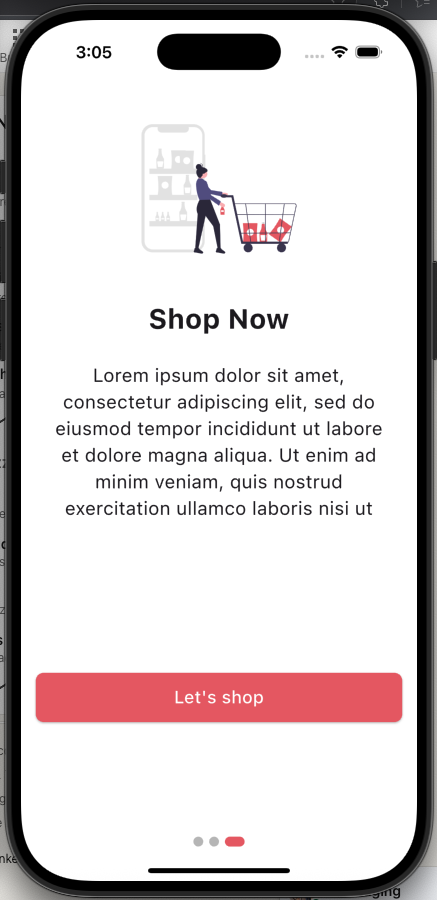 3:05
Shop Now
Lorem ipsum dolor sit amet,
consectetur adipiscing elit, sed do
eiusmod tempor incididunt ut labore
et dolore magna aliqua. Ut enim ad
minim veniam, quis nostrud
exercitation ullamco laboris nisi ut
Let's shop